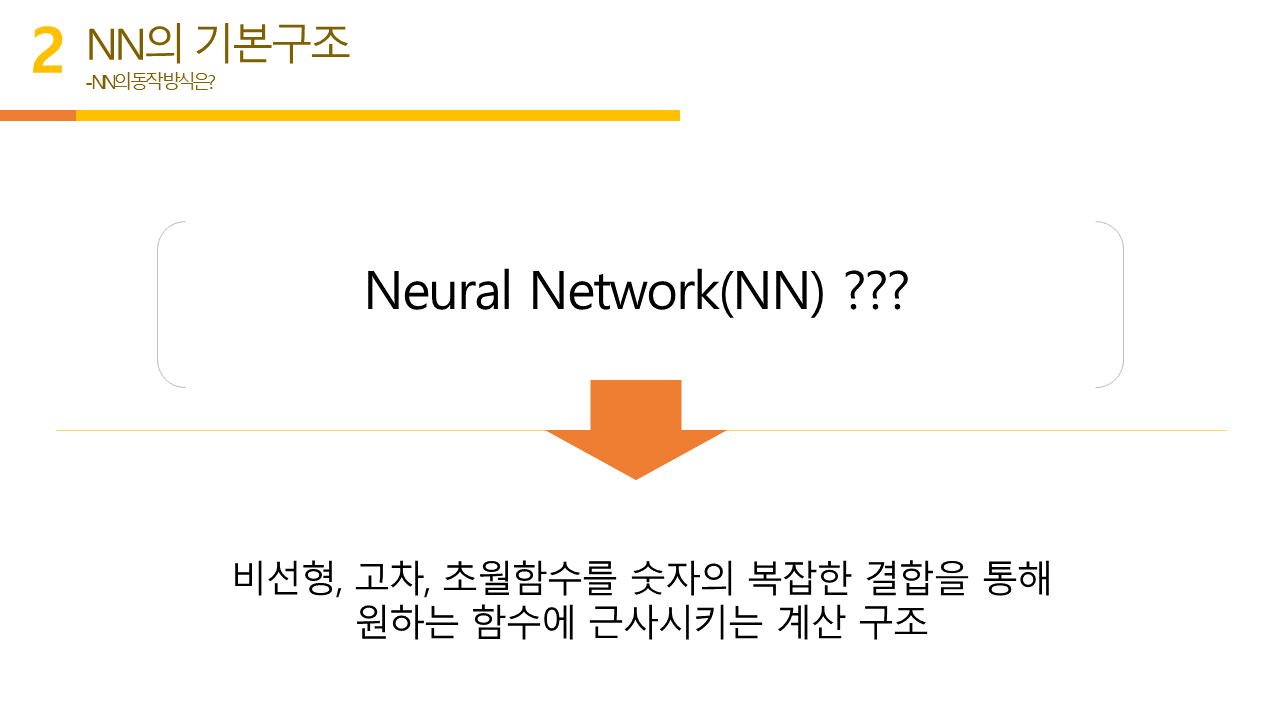 2
NN의 기본구조
-NN의 동작 방식은?
Neural Network(NN) ???
비선형, 고차, 초월함수를 숫자의 복잡한 결합을 통해
원하는 함수에 근사시키는 계산 구조